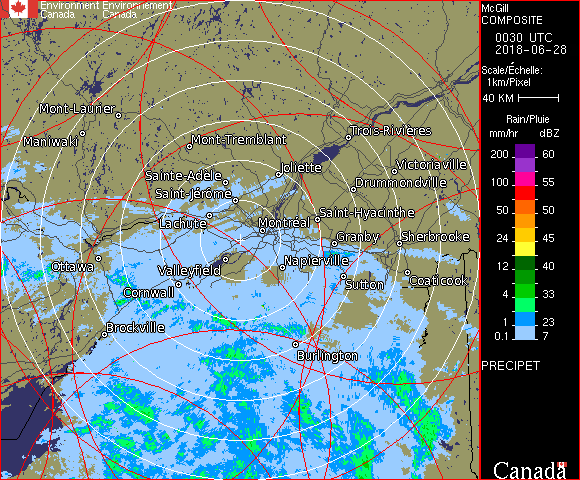 Environment Environnement
Canada Canada
McGill
COMPOSITE
0030 UTC
2018-06-28
Scale/Échelle:
1km/Pixel
40 KM
Rain/Pluie
mm/hr dBZ
200 60
100 55
50 50
24 45
12 40
4 33
1 23
0.1 7
PRECIPET
Canada
Mont-Laurier
Maniwaki
Mont-Tremblant
Trois-Rivières
Joliette
Victoriaville
Sainte-Adèle
Drummondville
Saint-Jérôme
Lachute
Saint-Hyacinthe
Montréal
Granby
Sherbrooke
Ottawa
Valleyfield
Napierville
Sutton
Coaticook
Cornwall
Brockville
Burlington